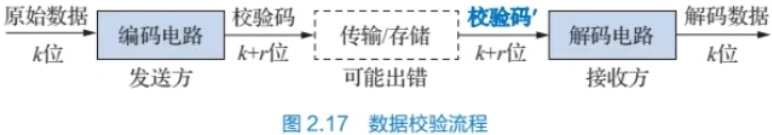 原始数据 校验码 校验码′ 解码数据
编码电路 传输/存储 解码电路
k位 k+r位 k+r位 k位
发送方 可能出错 接收方
图 2.17 数据校验流程